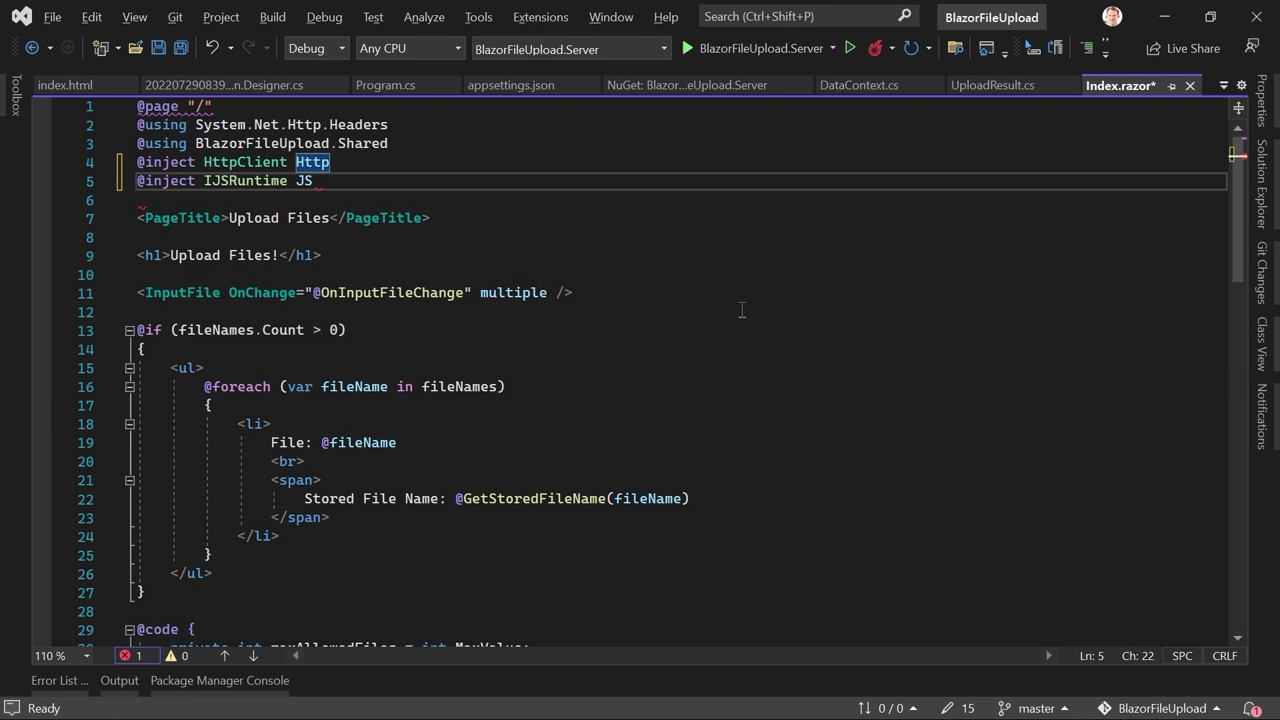 File Edit View Git Project Build Debug Test Analyze Tools Extensions Window Help Search (Ctrl+Shift+P) BlazorFileUpload
Debug Any CPU BlazorFileUpload.Server BlazorFileUpload.Server Live Share
index.html 202207290839...n.Designer.cs Program.cs appsettings.json NuGet: Blazor...eUpload.Server DataContext.cs UploadResult.cs Index.razor*
Toolbox
1 @page "/"
2 @using System.Net.Http.Headers
3 @using BlazorFileUpload.Shared
4 @inject HttpClient Http
5 @inject IJSRuntime JS
6
7 <PageTitle>Upload Files</PageTitle>
8
9 <h1>Upload Files!</h1>
10
11 <InputFile OnChange="@OnInputFileChange" multiple />
12
13 @if (fileNames.Count > 0)
14 {
15 <ul>
16 @foreach (var fileName in fileNames)
17 {
18 <li>
19 File: @fileName
20 <br>
21 <span>
22 Stored File Name: @GetStoredFileName(fileName)
23 </span>
24 </li>
25 }
26 </ul>
27 }
28
29 @code {
private int maxAllowedFiles = int.MaxValue;
Properties
Solution Explorer
Git Changes
Class View
Notifications
110 % 1 0 Ln: 5 Ch: 22 SPC CRLF
Error List ... Output Package Manager Console
Ready 0 / 0 15 master BlazorFileUpload 1